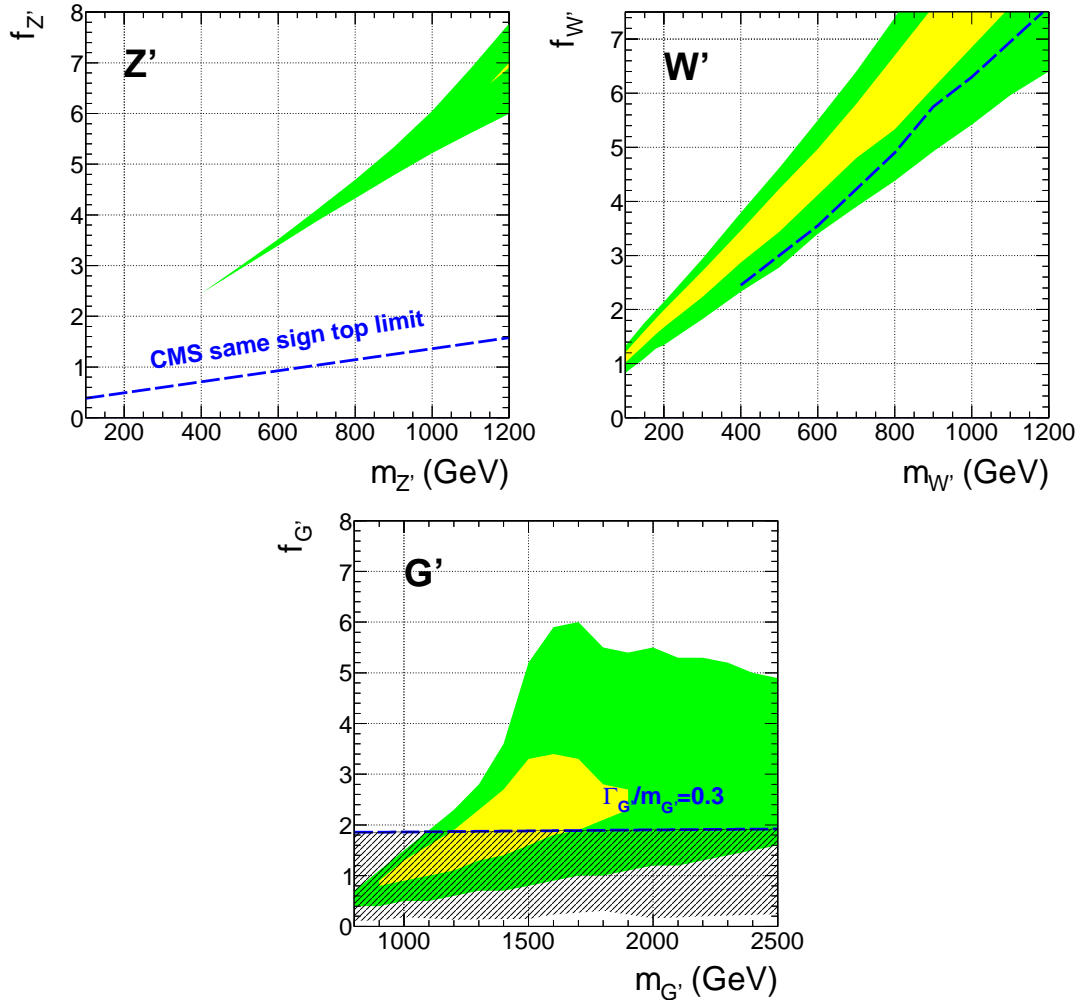 f_Z'
8
7
6
5
4
3
2
1
0
Z'
CMS same sign top limit
200 400 600 800 1000 1200
m_Z' (GeV)
f_W'
7
6
5
4
3
2
1
0
W'
200 400 600 800 1000 1200
m_W' (GeV)
f_G'
8
7
6
5
4
3
2
1
0
G'
Γ_G'/m_G'=0.3
1000 1500 2000 2500
m_G' (GeV)